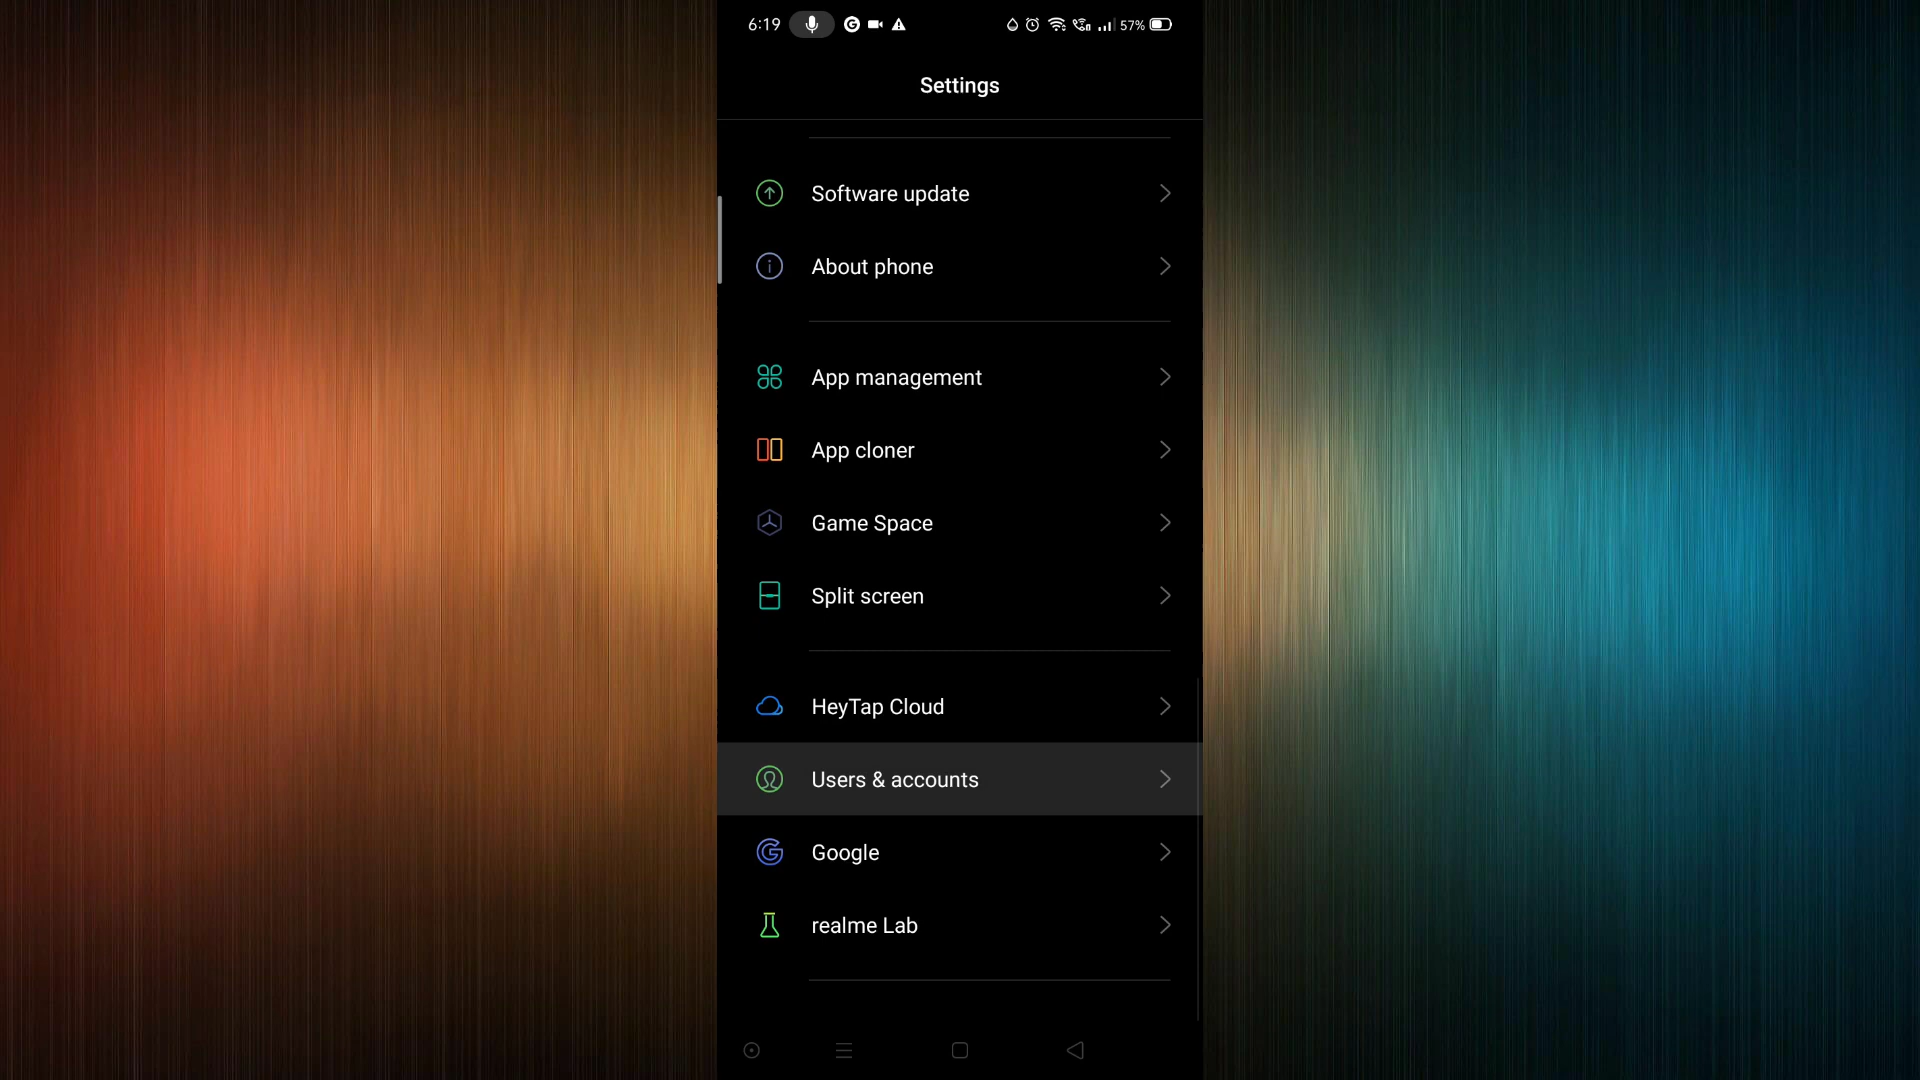 6:19
57%
Settings
Software update
About phone
App management
App cloner
Game Space
Split screen
HeyTap Cloud
Users & accounts
Google
realme Lab